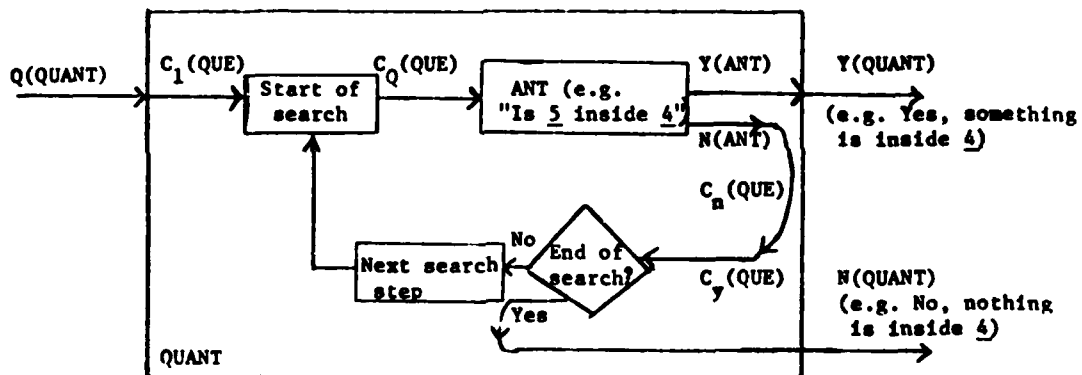 Q(QUANT)
C1(QUE)
Start of
search
CQ(QUE)
ANT (e.g.
"Is 5 inside 4"
Y(ANT)
N(ANT)
Y(QUANT)
(e.g. Yes, something
is inside 4)
Cn(QUE)
No
End of
search?
Next search
step
Cy(QUE)
Yes
N(QUANT)
(e.g. No, nothing
is inside 4)
QUANT